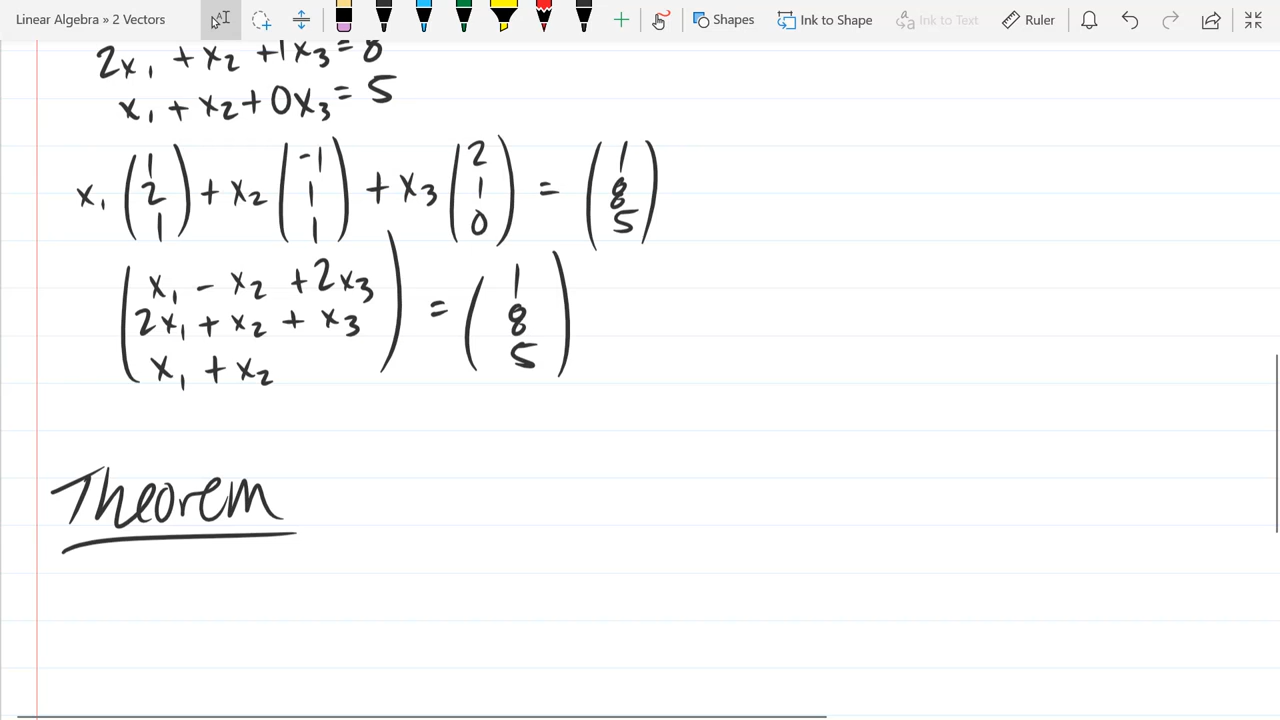 Linear Algebra » 2 Vectors
Shapes Ink to Shape Ink to Text Ruler
2x₁ + x₂ + 1x₃ = 8
x₁ + x₂ + 0x₃ = 5
x₁ (1 2 1) + x₂ (-1 1 1) + x₃ (2 1 0) = (1 8 5)
(x₁ - x₂ + 2x₃
2x₁ + x₂ + x₃
x₁ + x₂) = (1 8 5)
Theorem